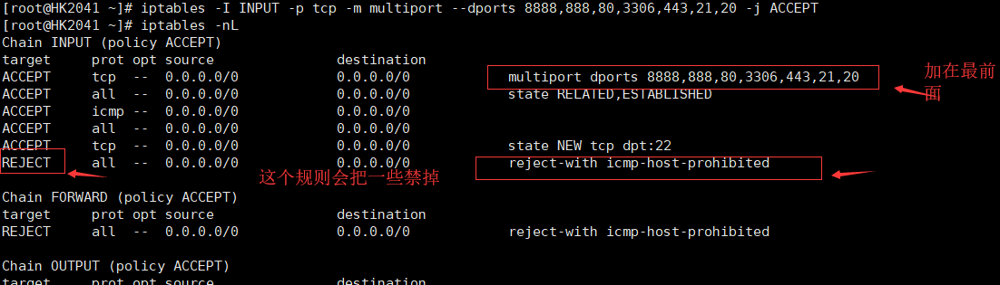 [root@HK2041 ~]# iptables -I INPUT -p tcp -m multiport --dports 8888,888,80,3306,443,21,20 -j ACCEPT
[root@HK2041 ~]# iptables -nL
Chain INPUT (policy ACCEPT)
target prot opt source destination
ACCEPT tcp -- 0.0.0.0/0 0.0.0.0/0 multiport dports 8888,888,80,3306,443,21,20
加在最前
面
ACCEPT all -- 0.0.0.0/0 0.0.0.0/0 state RELATED,ESTABLISHED
ACCEPT icmp -- 0.0.0.0/0 0.0.0.0/0
ACCEPT all -- 0.0.0.0/0 0.0.0.0/0
ACCEPT tcp -- 0.0.0.0/0 0.0.0.0/0 state NEW tcp dpt:22
REJECT all -- 0.0.0.0/0 0.0.0.0/0 reject-with icmp-host-prohibited
这个规则会把一些禁掉
Chain FORWARD (policy ACCEPT)
target prot opt source destination
REJECT all -- 0.0.0.0/0 0.0.0.0/0 reject-with icmp-host-prohibited
Chain OUTPUT (policy ACCEPT)
target prot opt source destination